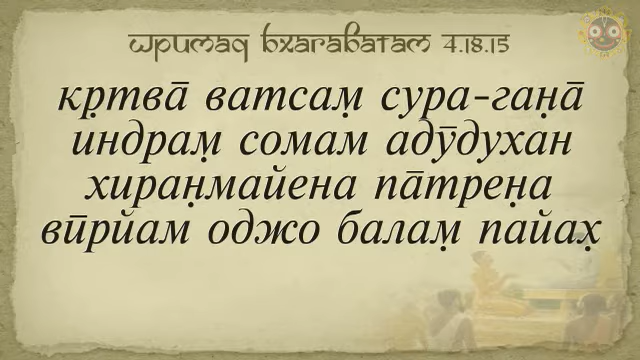 Шримад Бхагаватам 4.18.15
кр̣тва̄ ватсам̣ сура-ган̣а̄
индрам̣ сомам адӯдухан
хиран̣майена па̄трен̣а
вӣрйам оджо балам̣ пайах̣